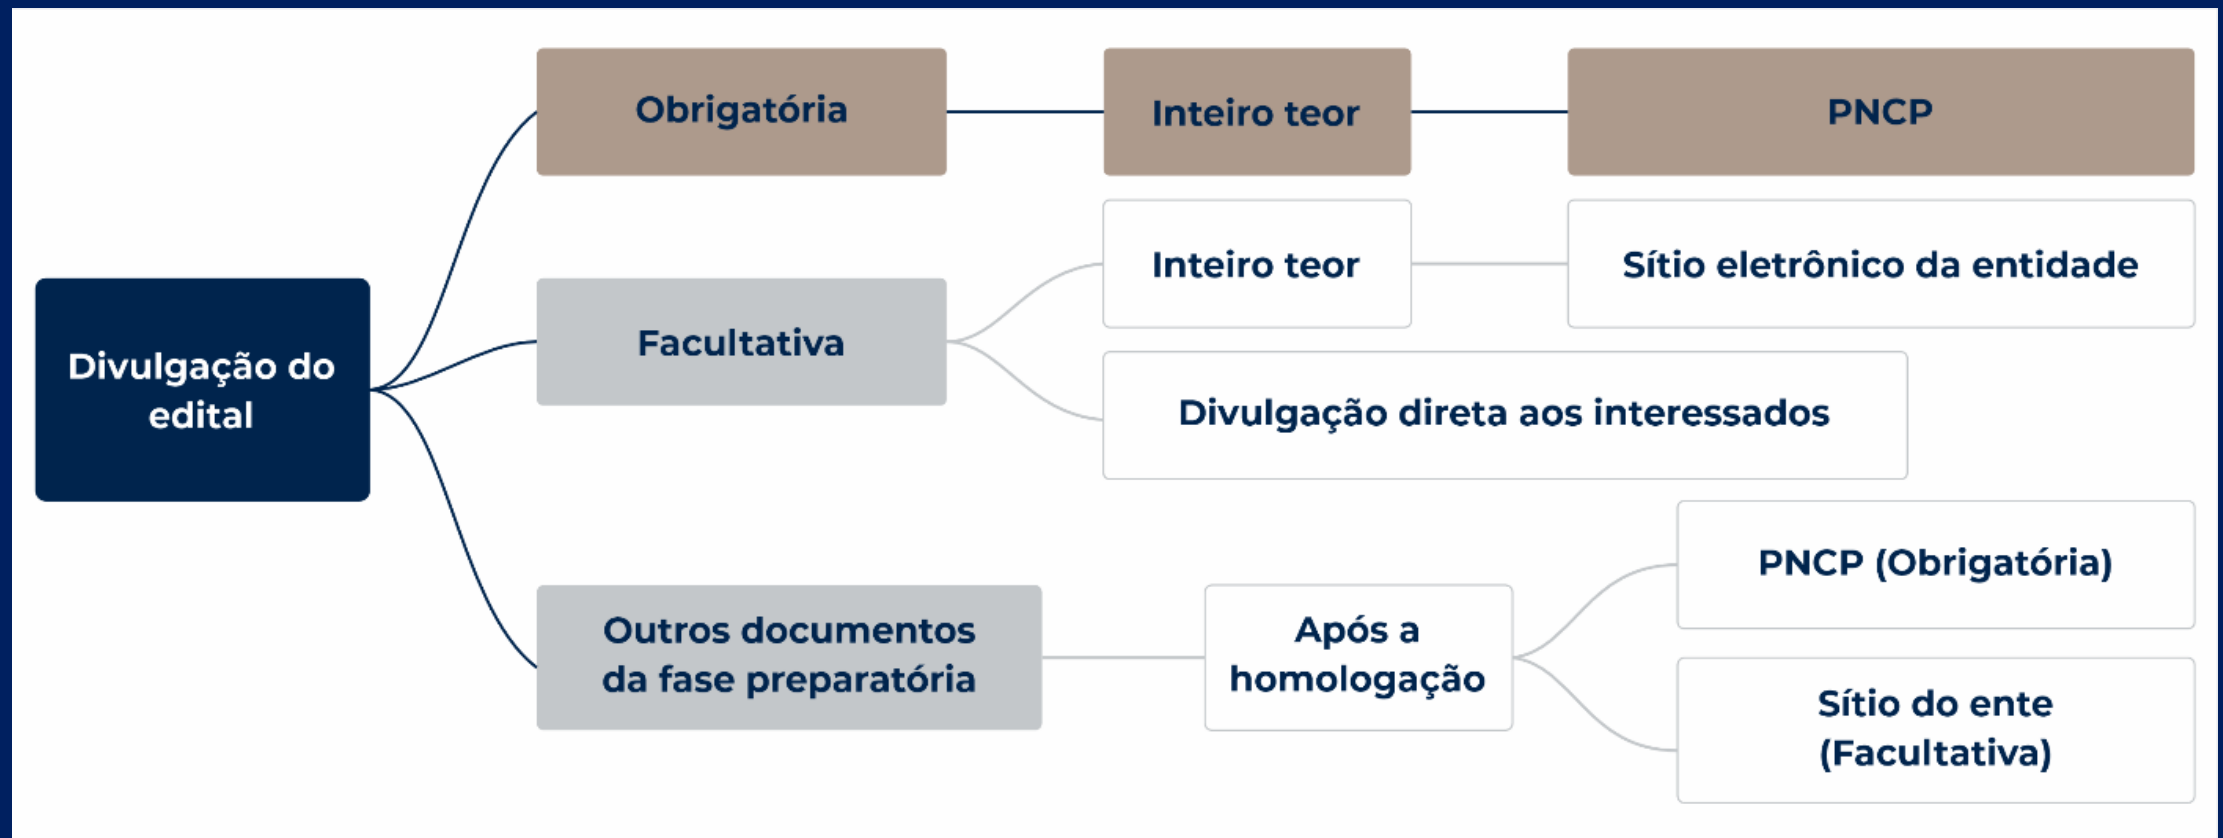 Divulgação do
edital
Obrigatória
Inteiro teor
PNCP
Facultativa
Inteiro teor
Sítio eletrônico da entidade
Divulgação direta aos interessados
Outros documentos
da fase preparatória
Após a
homologação
PNCP (Obrigatória)
Sítio do ente
(Facultativa)